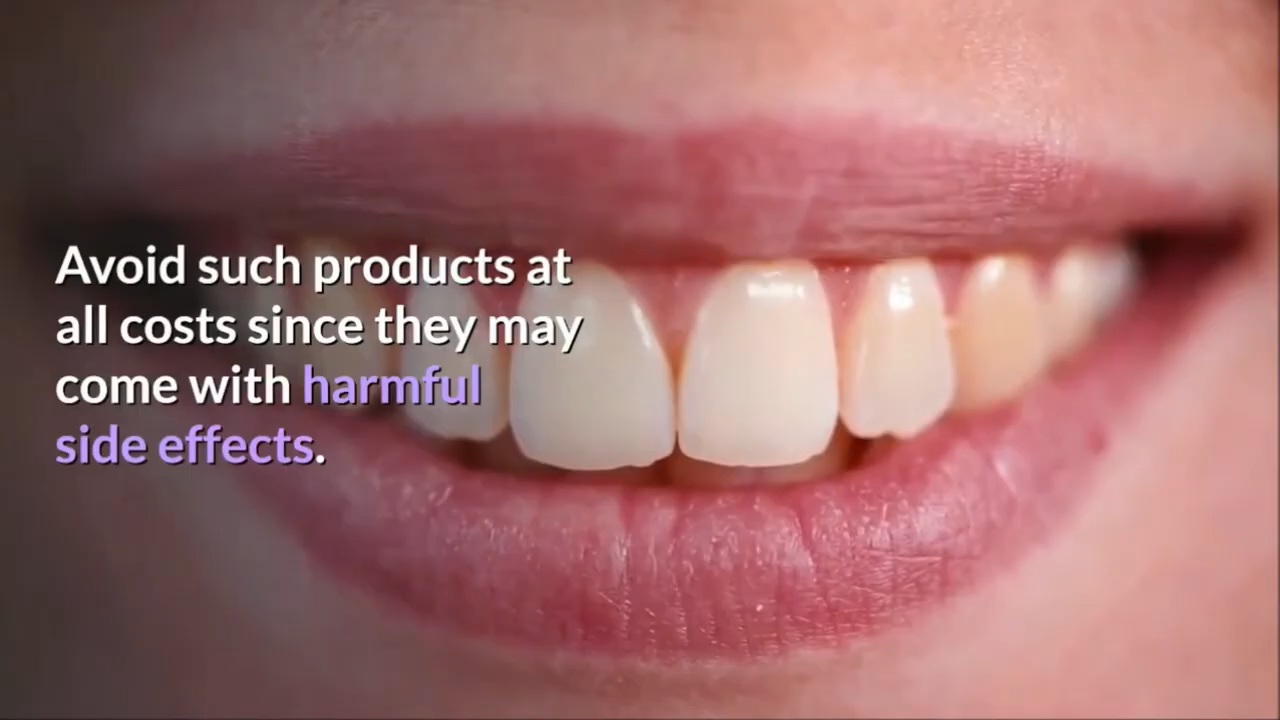 Avoid such products at
all costs since they may
come with harmful
side effects.